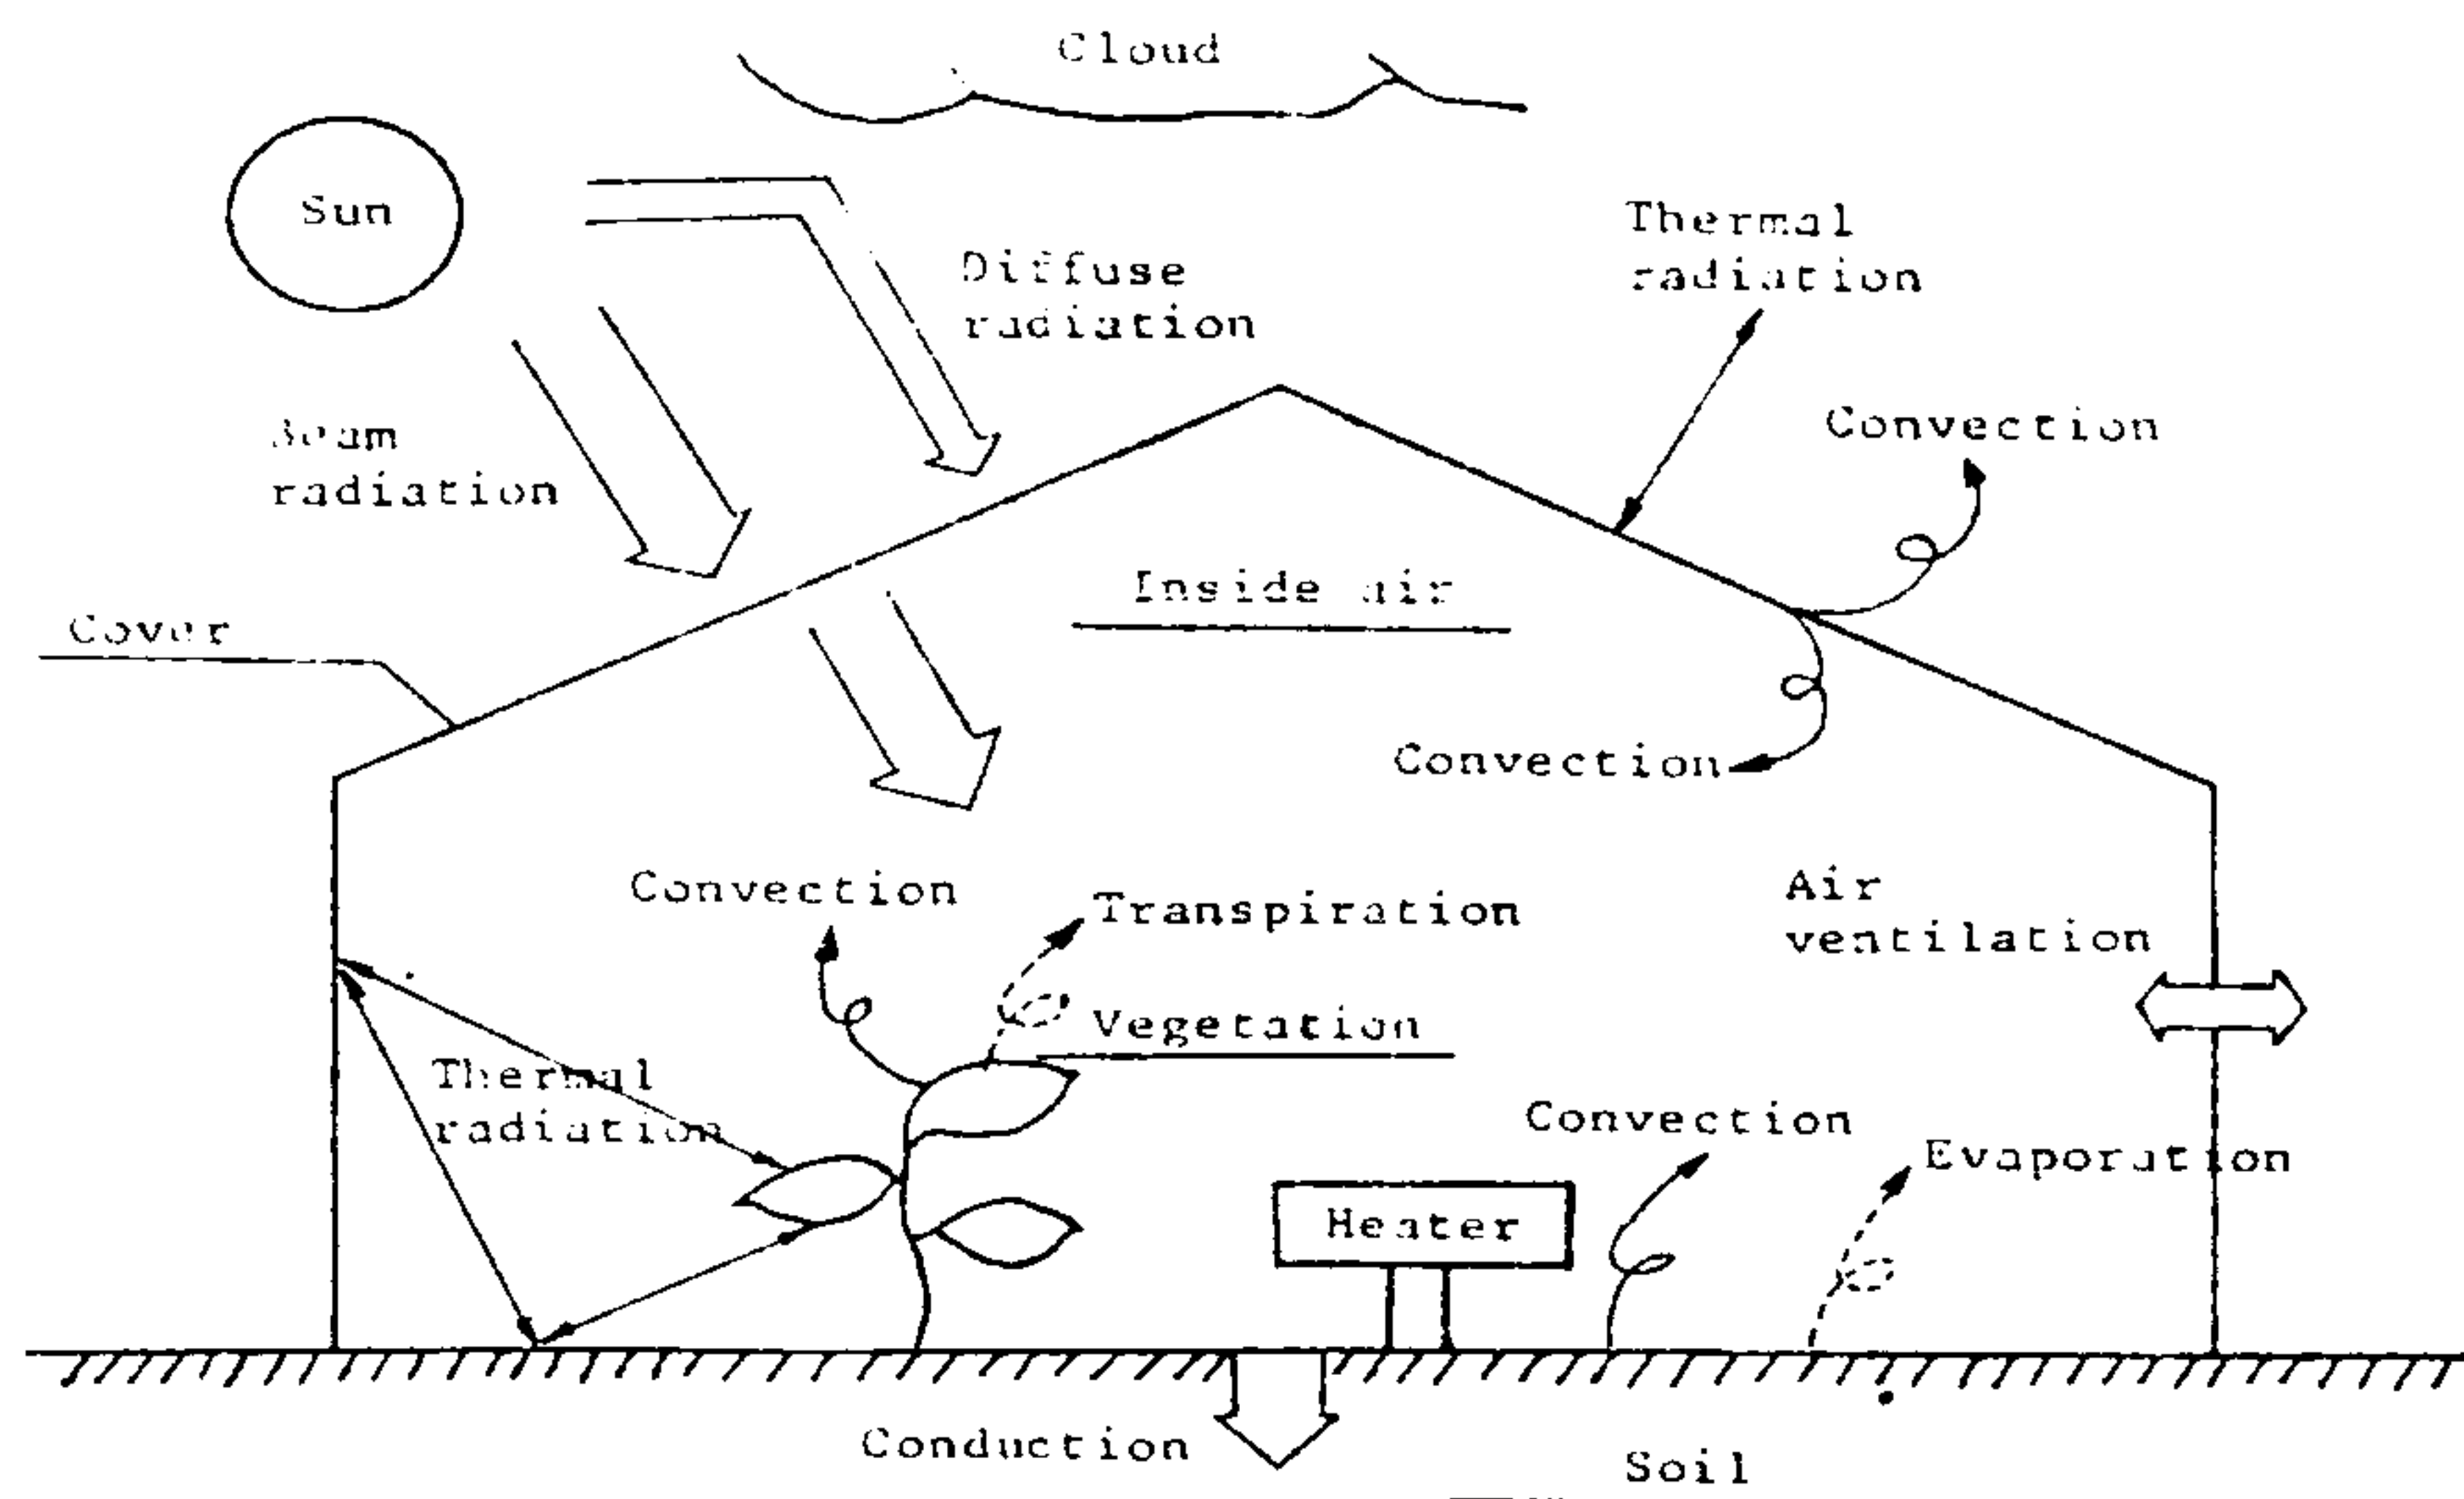 Cloud
Sun
Thermal
radiation
Diffuse
radiation
Beam
radiation
Convection
Inside air
Cover
Convection
Convection
Transpiration
Air
ventilation
Vegetation
Thermal
radiation
Convection
Evaporation
Heater
Conduction
Soil